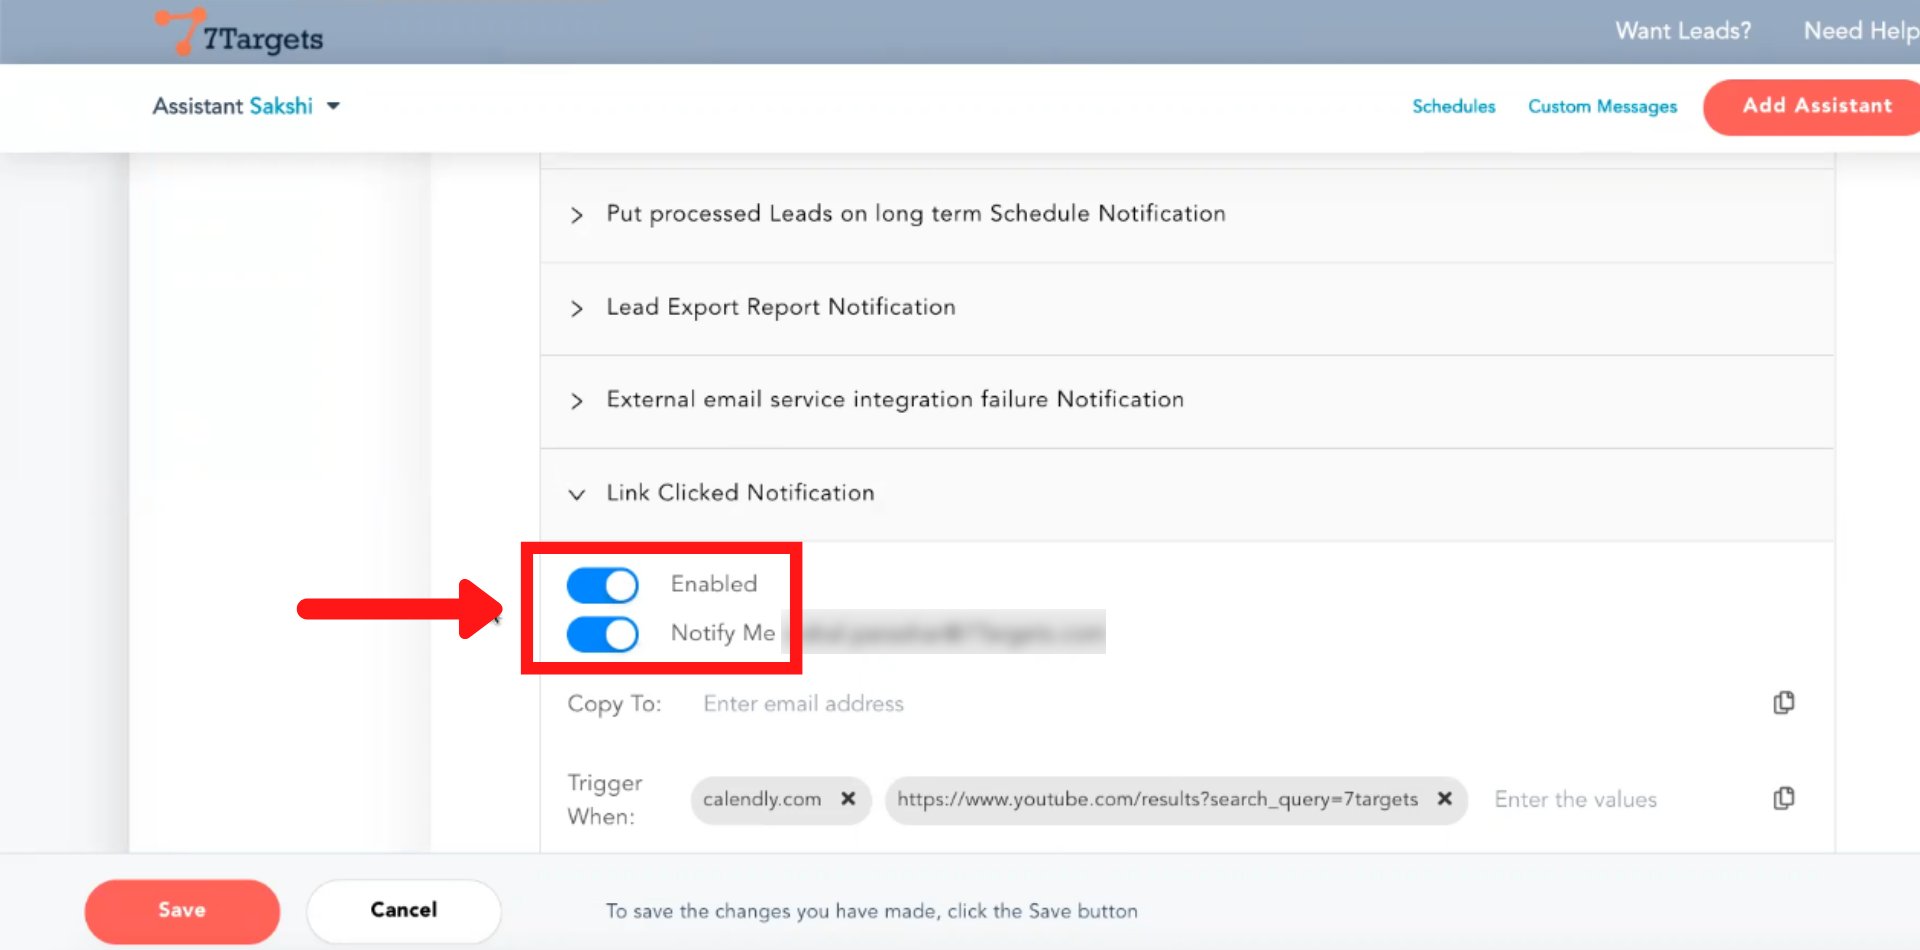 7Targets
Want Leads?
Need Help
Assistant Sakshi
Schedules
Custom Messages
Add Assistant
Put processed Leads on long term Schedule Notification
Lead Export Report Notification
External email service integration failure Notification
Link Clicked Notification
Enabled
Notify Me
Copy To:
Enter email address
Trigger
When:
calendly.com
https://www.youtube.com/results?search_query=7targets
Enter the values
Save
Cancel
To save the changes you have made, click the Save button